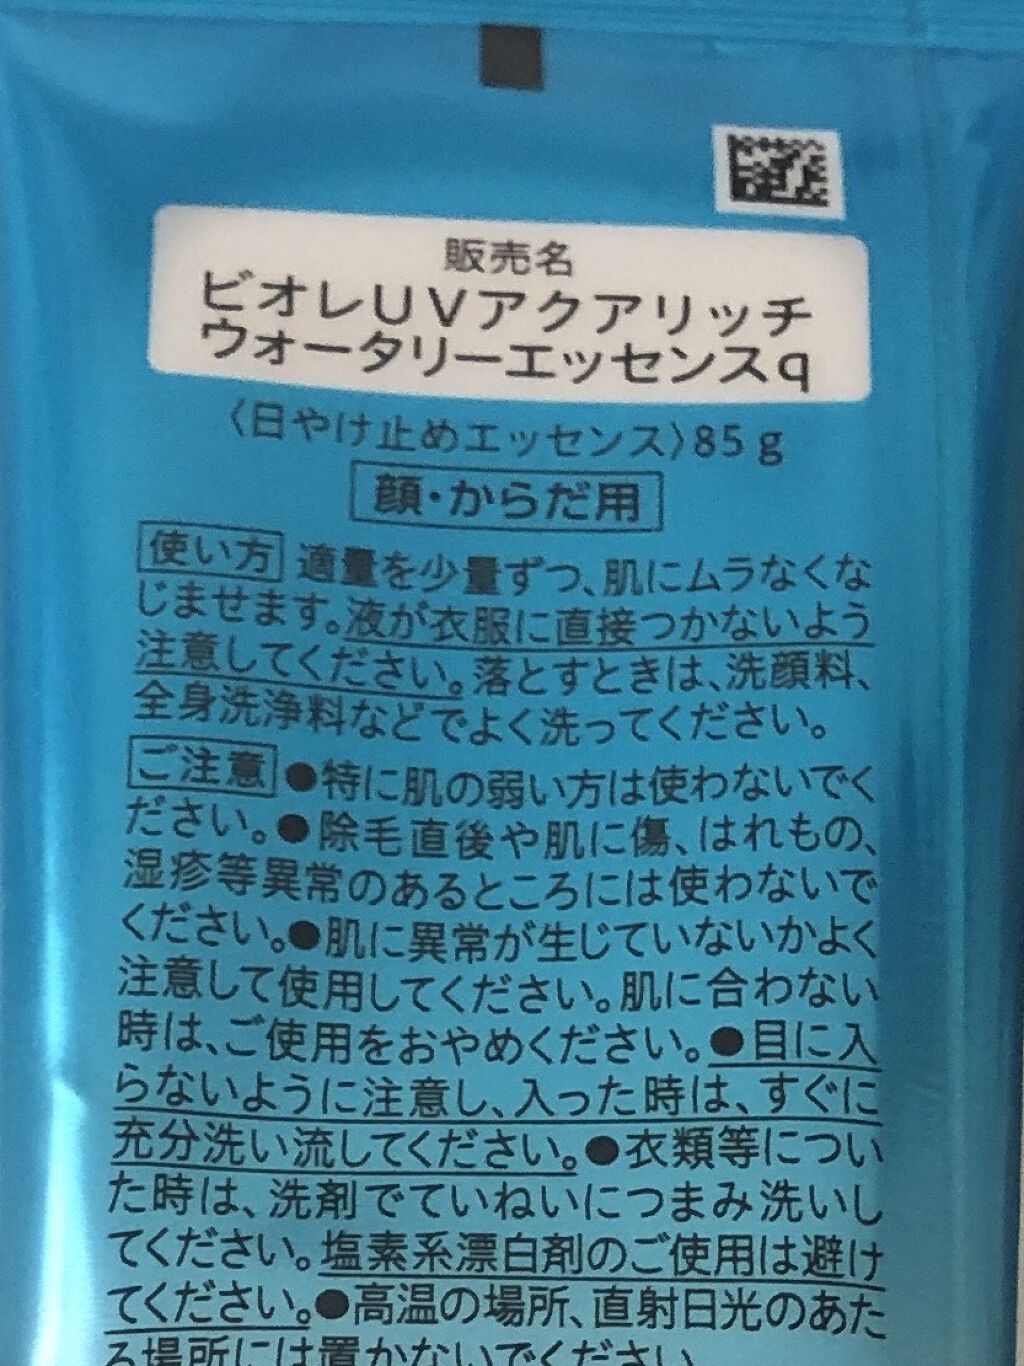 販売名
ビオレUVアクアリッチ
ウォータリーエッセンスq
〈日やけ止めエッセンス〉85g
顔・からだ用
使い方 適量を少量ずつ、肌にムラなくな
じませます。液が衣服に直接つかないよう
注意してください。落とすときは、洗顔料、
全身洗浄料などでよく洗ってください。
ご注意 ●特に肌の弱い方は使わないでく
ださい。●除毛直後や肌に傷、はれもの、
湿疹等異常のあるところには使わないで
ください。●肌に異常が生じていないかよく
注意して使用してください。肌に合わない
時は、ご使用をおやめください。●目に入
らないように注意し、入った時は、すぐに
充分洗い流してください。●衣類等につい
た時は、洗剤でていねいにつまみ洗いし
てください。塩素系漂白剤のご使用は避け
てください。●高温の場所、直射日光のあた
る場所には置かないでください。